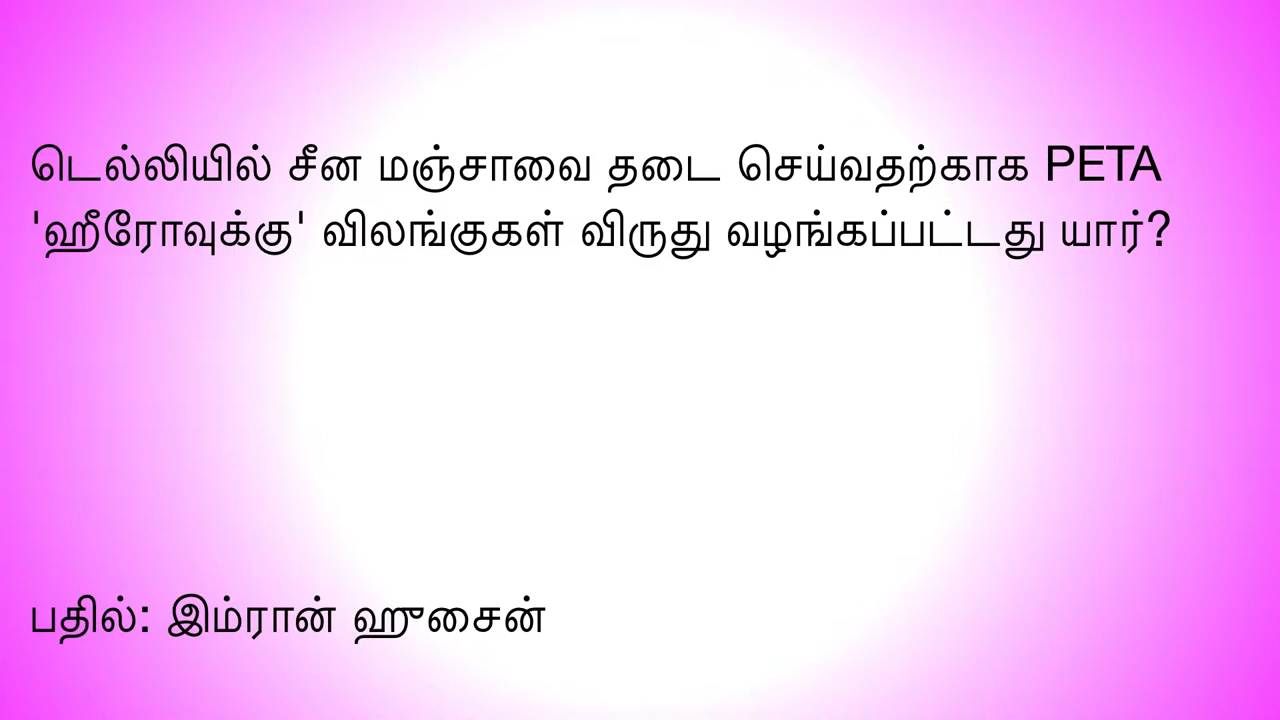 டெல்லியில் சீன மஞ்சாவை தடை செய்வதற்காக PETA
'ஹீரோவுக்கு' விலங்குகள் விருது வழங்கப்பட்டது யார்?
பதில்: இம்ரான் ஹுசைன்